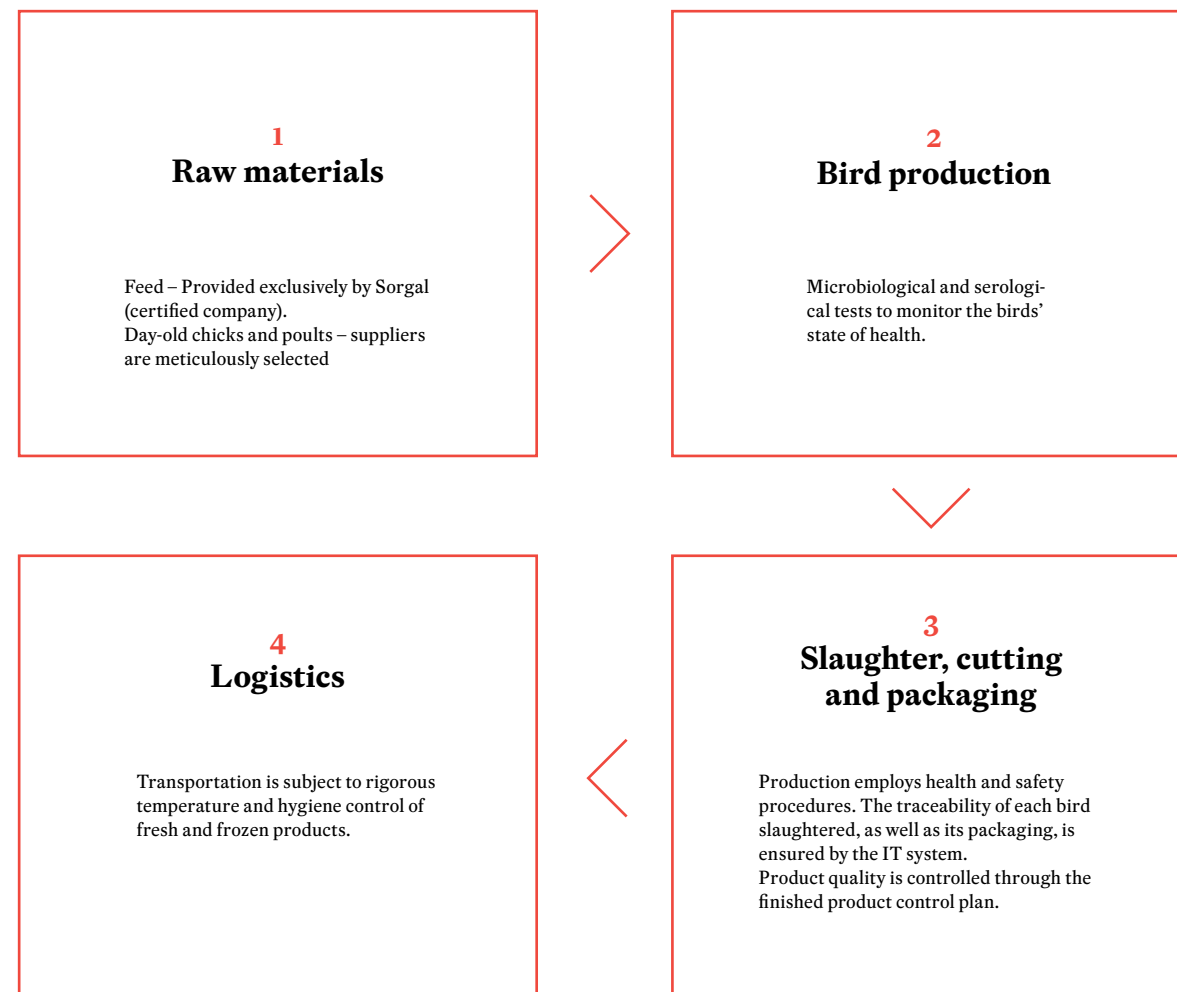 1
Raw materials
Feed – Provided exclusively by Sorgal
(certified company).
Day-old chicks and poults – suppliers
are meticulously selected
2
Bird production
Microbiological and serologi-
cal tests to monitor the birds’
state of health.
3
Slaughter, cutting
and packaging
Production employs health and safety
procedures. The traceability of each bird
slaughtered, as well as its packaging, is
ensured by the IT system.
Product quality is controlled through the
finished product control plan.
4
Logistics
Transportation is subject to rigorous
temperature and hygiene control of
fresh and frozen products.